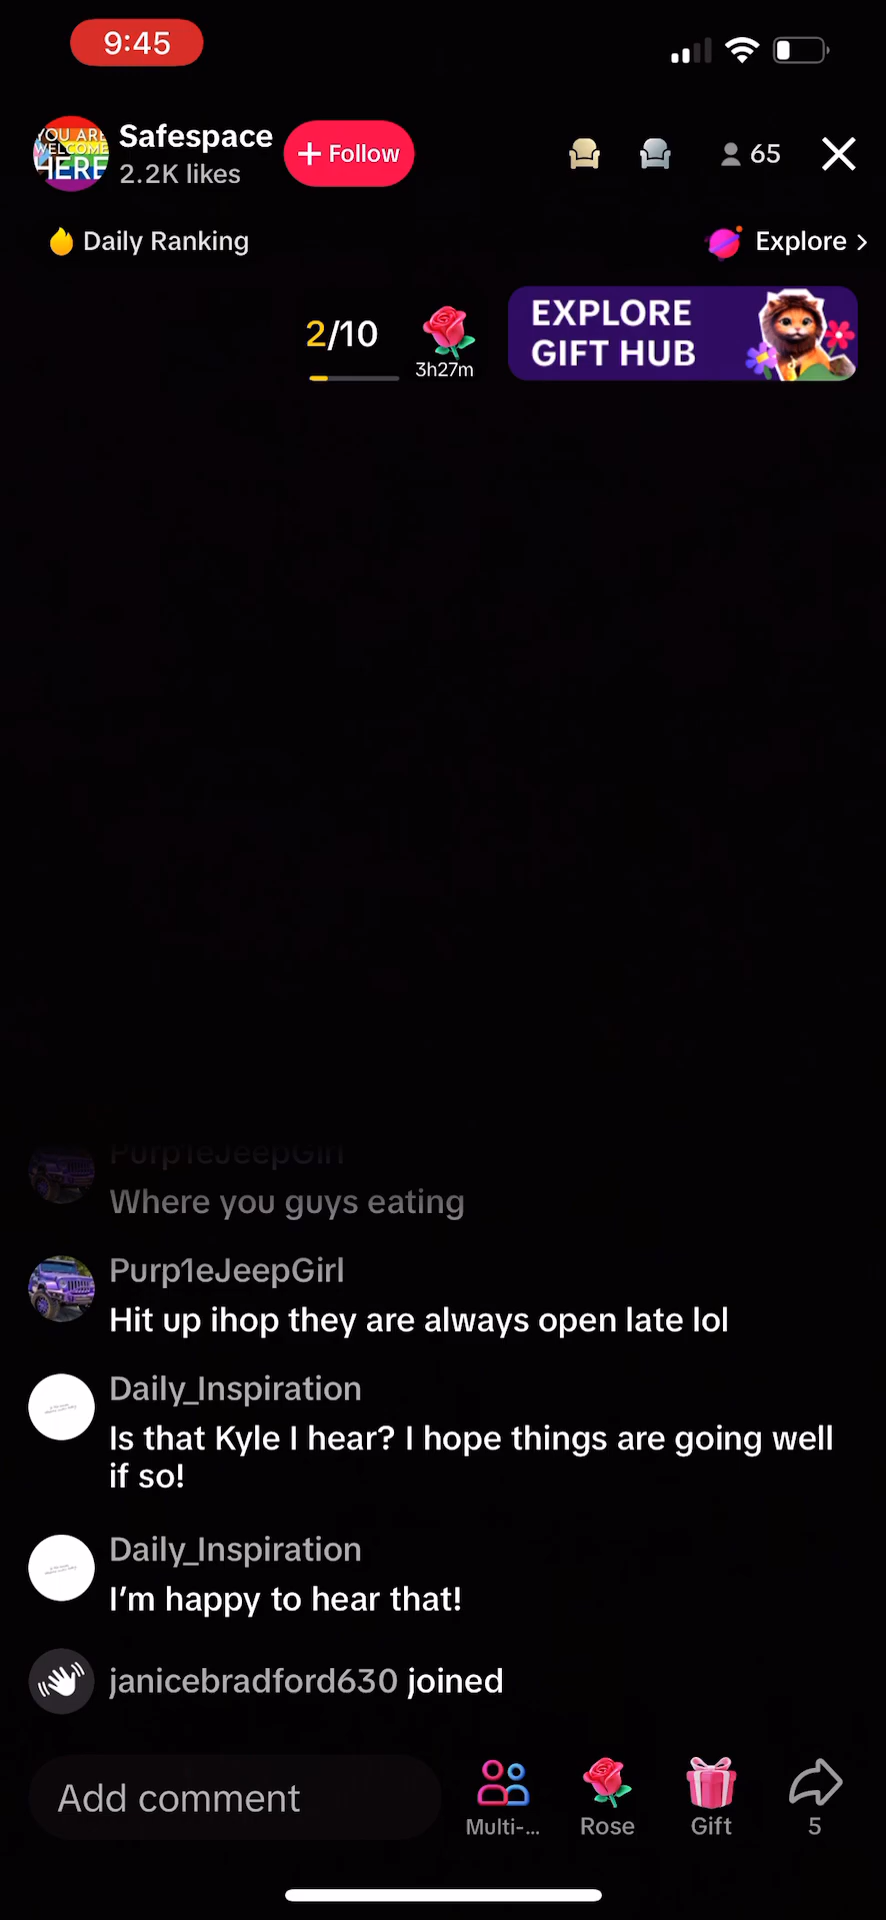 9:45
YOU ARE
WELCOME
HERE
Safespace
2.2K likes
+ Follow
65
Daily Ranking
Explore >
2/10
3h27m
EXPLORE
GIFT HUB
Purp1eJeepGirl
Where you guys eating
Purp1eJeepGirl
Hit up ihop they are always open late lol
Daily_Inspiration
Is that Kyle I hear? I hope things are going well
if so!
Daily_Inspiration
I'm happy to hear that!
janicebradford630 joined
Add comment
Multi-...
Rose
Gift
5